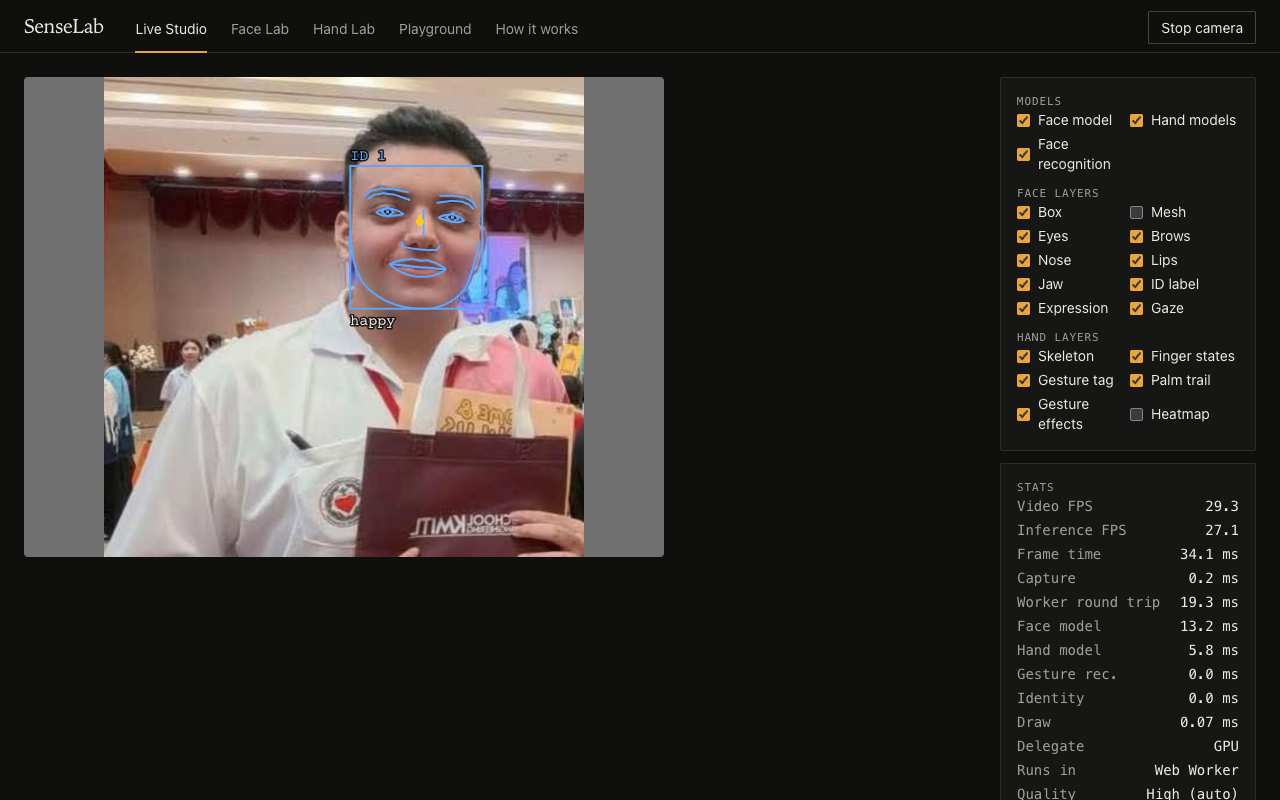 SenseLab
Live Studio
Face Lab
Hand Lab
Playground
How it works
Stop camera
ID 1
happy
SCHOOL
KMIT
MODELS
Face model
Hand models
Face
recognition
FACE LAYERS
Box
Mesh
Eyes
Brows
Nose
Lips
Jaw
ID label
Expression
Gaze
HAND LAYERS
Skeleton
Finger states
Gesture tag
Palm trail
Gesture
effects
Heatmap
STATS
Video FPS 29.3
Inference FPS 27.1
Frame time 34.1 ms
Capture 0.2 ms
Worker round trip 19.3 ms
Face model 13.2 ms
Hand model 5.8 ms
Gesture rec. 0.0 ms
Identity 0.0 ms
Draw 0.07 ms
Delegate GPU
Runs in Web Worker
Quality High (auto)